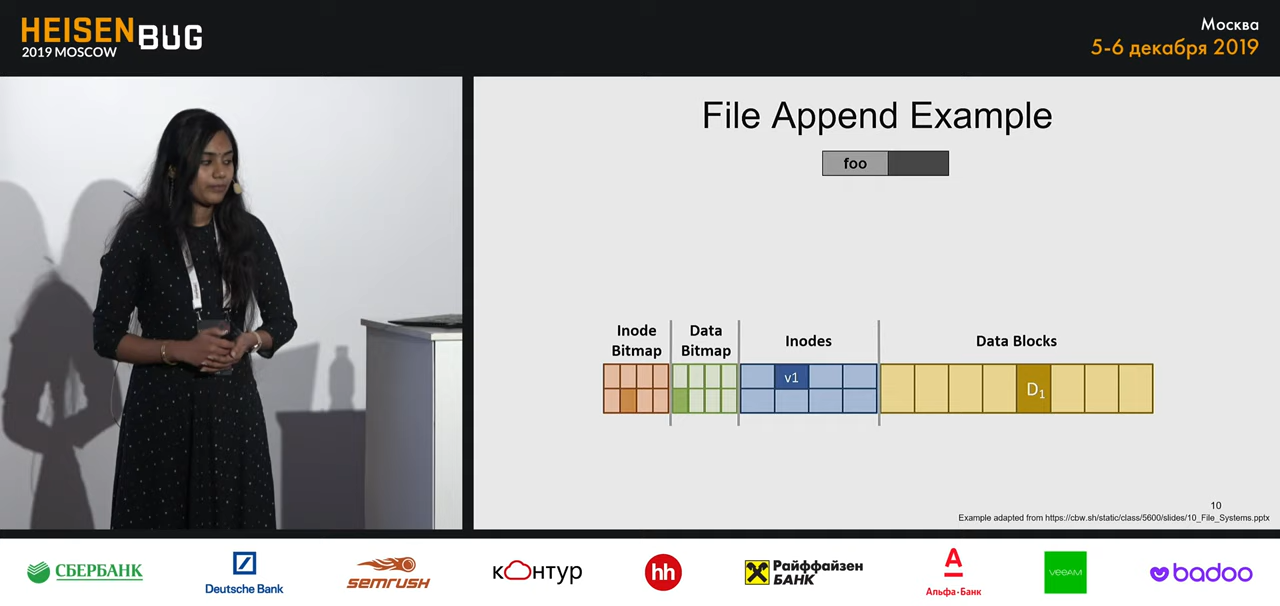 HEISENBUG
2019 MOSCOW
Москва
5-6 декабря 2019
File Append Example
foo
Inode
Bitmap
Data
Bitmap
Inodes
Data Blocks
v1
D1
10
Example adapted from https://cbw.sh/static/class/5600/slides/10_File_Systems.pptx
СБЕРБАНК
Deutsche Bank
semrush
кОнтур
hh
Райффайзен
БАНК
А
Альфа·Банк
veeam
badoo